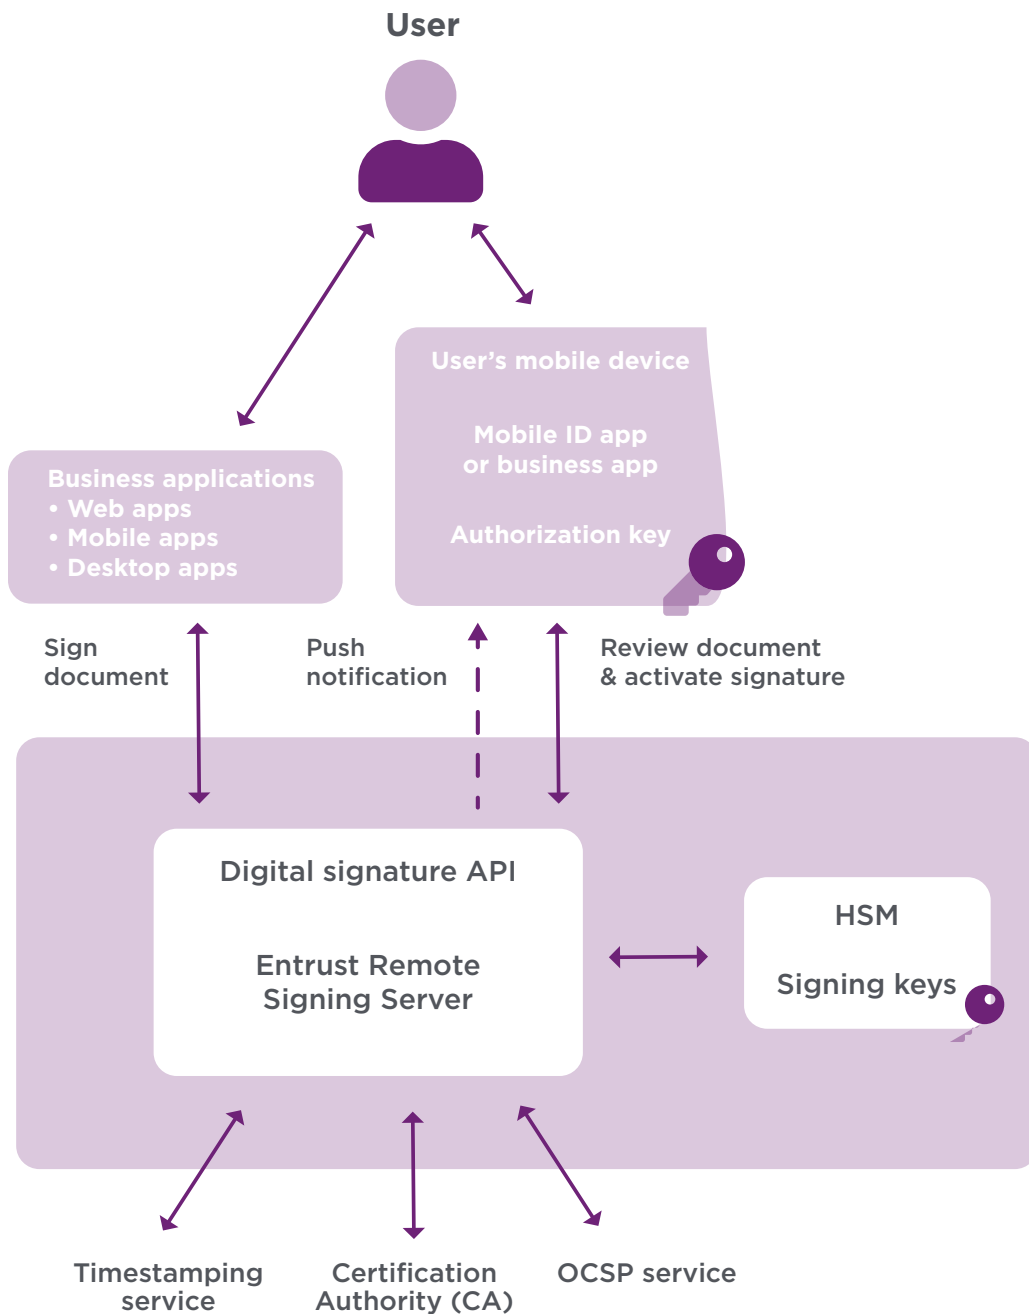 User
User’s mobile device
Mobile ID app
or business app
Authorization key
Business applications
• Web apps
• Mobile apps
• Desktop apps
Sign
document
Push
notification
Review document
& activate signature
Digital signature API
Entrust Remote
Signing Server
HSM
Signing keys
Timestamping
service
Certification
Authority (CA)
OCSP service